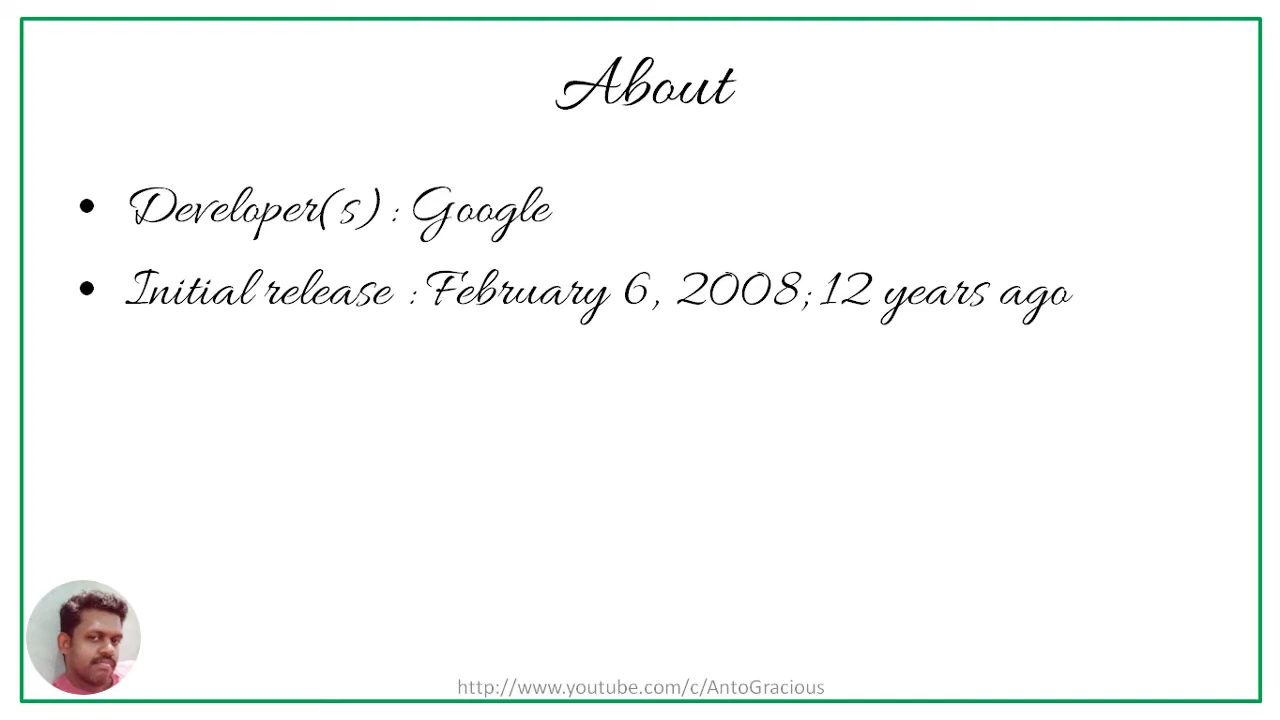 About
• Developer(s) : Google
• Initial release : February 6, 2008; 12 years ago
http://www.youtube.com/c/AntoGracious